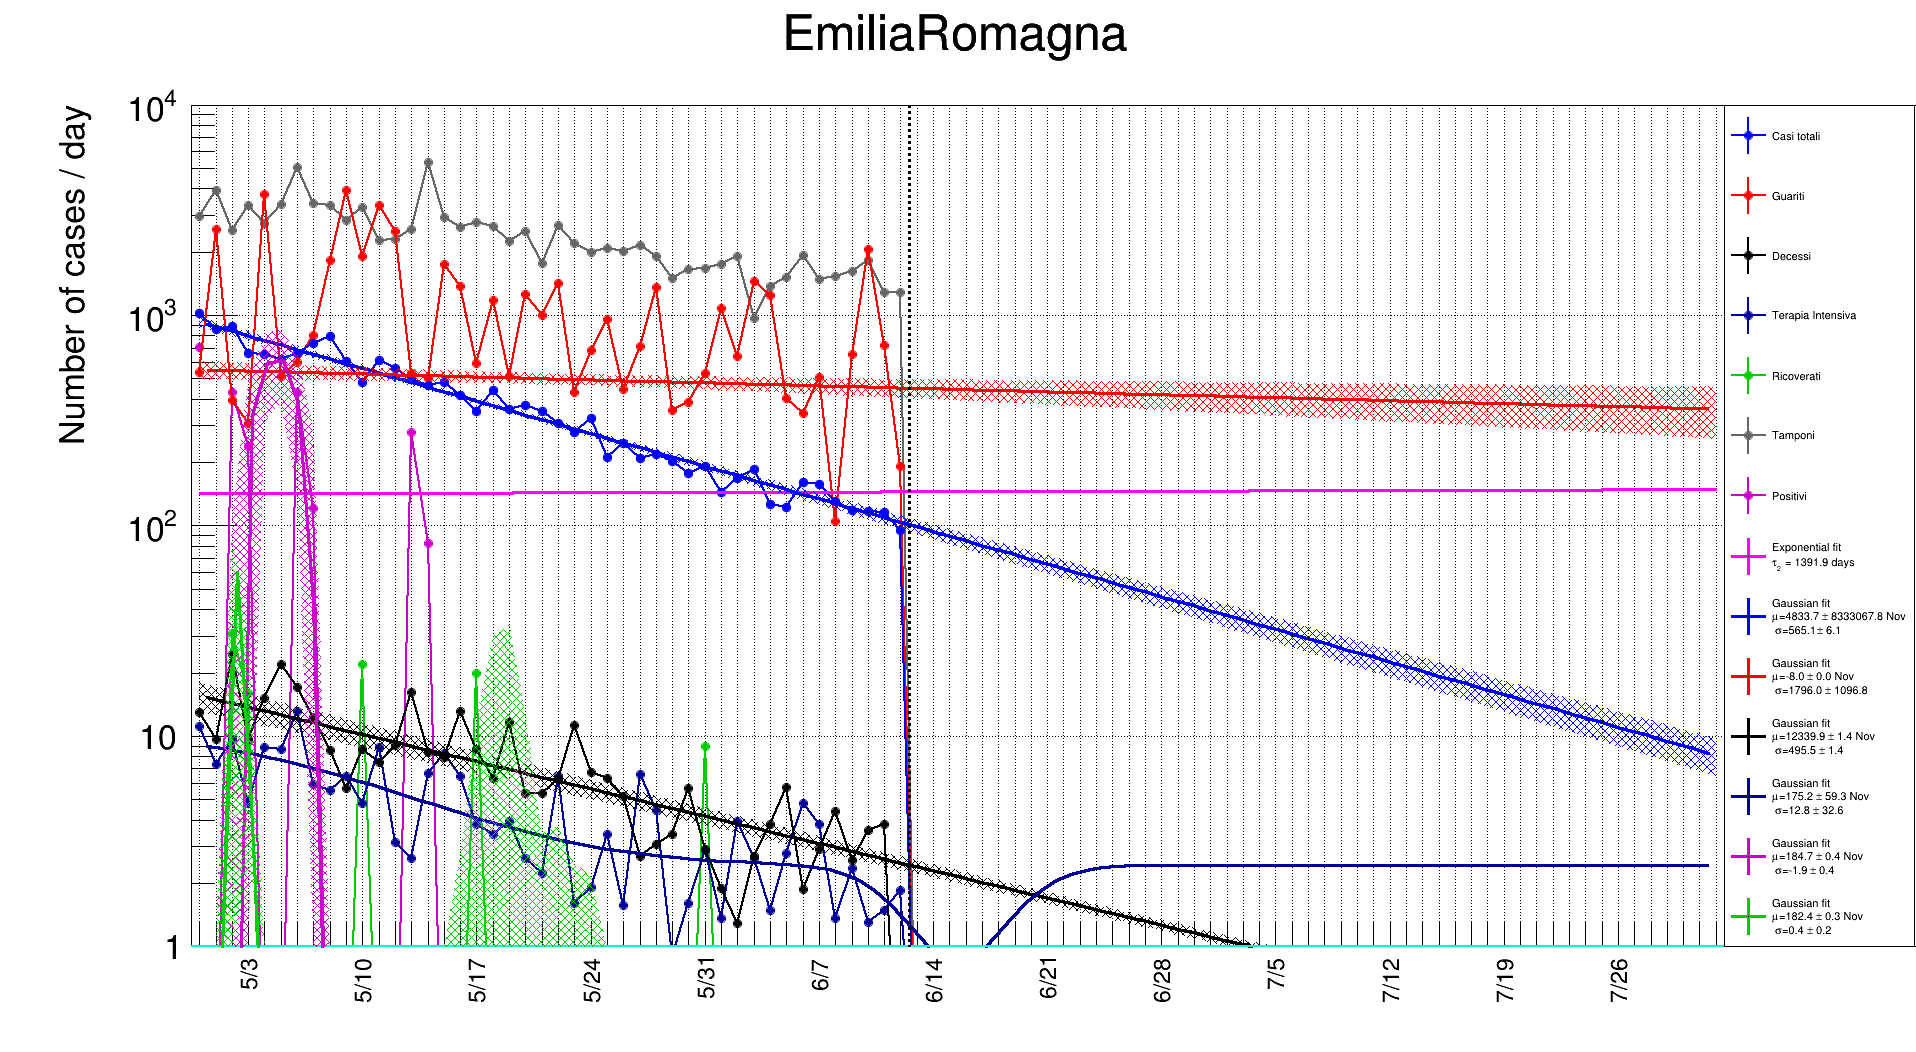 EmiliaRomagna
Number of cases / day
10^4
10^3
10^2
10
1
5/3
5/10
5/17
5/24
5/31
6/7
6/14
6/21
6/28
7/5
7/12
7/19
7/26
Casi totali
Guariti
Decessi
Terapia Intensiva
Ricoverati
Tamponi
Positivi
Exponential fit
τ₂ = 1391.9 days
Gaussian fit
μ=4833.7 ± 8333067.8 Nov
σ=565.1 ± 6.1
Gaussian fit
μ=-8.0 ± 0.0 Nov
σ=1796.0 ± 1096.8
Gaussian fit
μ=12339.9 ± 1.4 Nov
σ=495.5 ± 1.4
Gaussian fit
μ=175.2 ± 59.3 Nov
σ=12.8 ± 32.6
Gaussian fit
μ=184.7 ± 0.4 Nov
σ=-1.9 ± 0.4
Gaussian fit
μ=182.4 ± 0.3 Nov
σ=0.4 ± 0.2